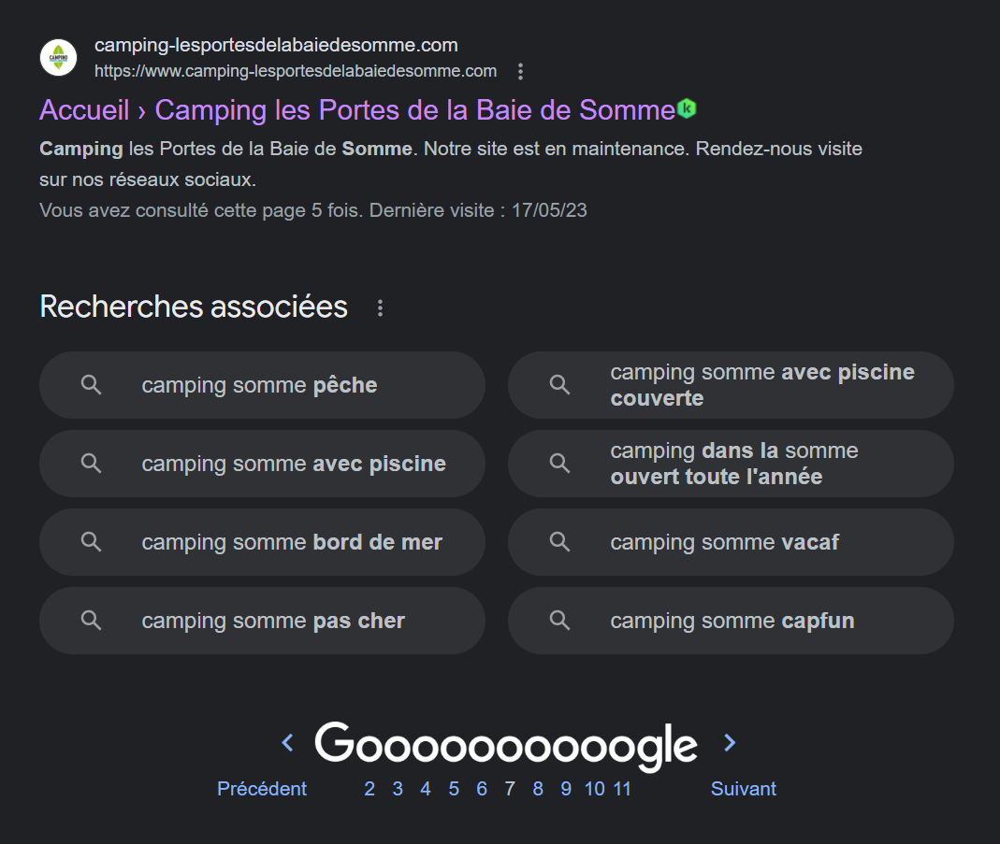 CAMPING
camping-lesportesdelabaiedesomme.com
https://www.camping-lesportesdelabaiedesomme.com
Accueil › Camping les Portes de la Baie de Somme
Camping les Portes de la Baie de Somme. Notre site est en maintenance. Rendez-nous visite
sur nos réseaux sociaux.
Vous avez consulté cette page 5 fois. Dernière visite : 17/05/23
Recherches associées
camping somme pêche
camping somme avec piscine
couverte
camping somme avec piscine
camping dans la somme
ouvert toute l'année
camping somme bord de mer
camping somme vacaf
camping somme pas cher
camping somme capfun
Goooooooooogle
Précédent 2 3 4 5 6 7 8 9 10 11 Suivant